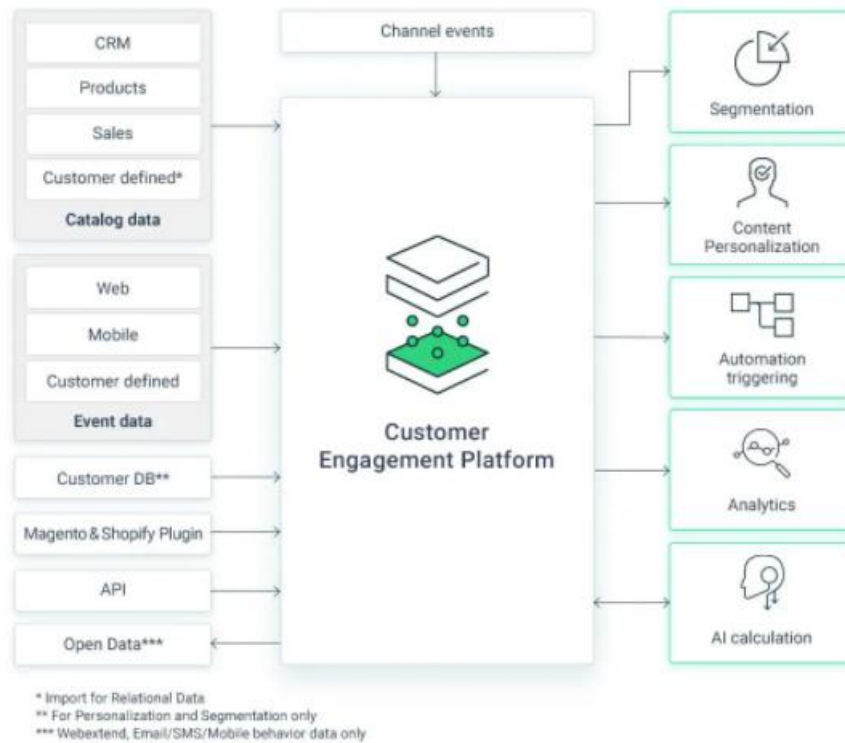 CRM
Products
Sales
Customer defined*
Catalog data
Web
Mobile
Customer defined
Event data
Customer DB**
Magento & Shopify Plugin
API
Open Data***
Channel events
Customer
Engagement Platform
Segmentation
Content
Personalization
Automation
triggering
Analytics
AI calculation
* Import for Relational Data
** For Personalization and Segmentation only
*** Webextend, Email/SMS/Mobile behavior data only